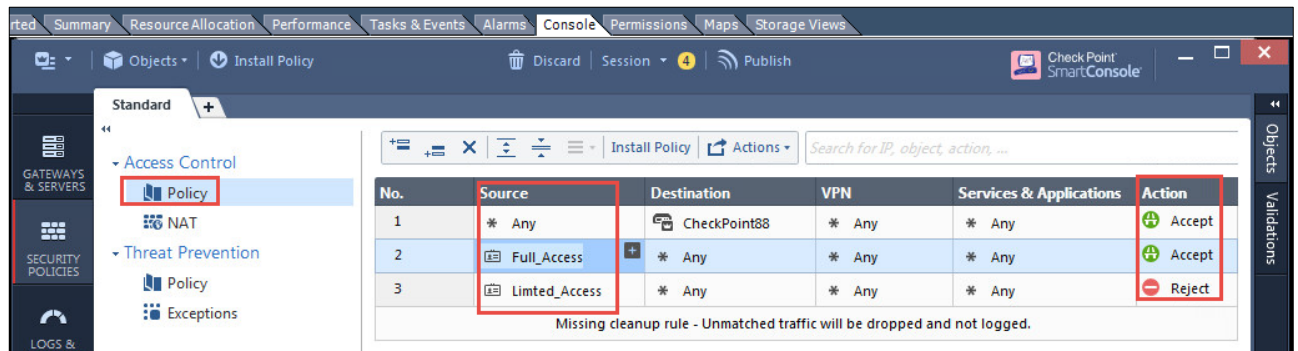 rted Summary Resource Allocation Performance Tasks & Events Alarms Console Permissions Maps Storage Views
Objects Install Policy Discard Session 4 Publish Check Point SmartConsole
Standard +
Access Control
Policy
NAT
Threat Prevention
Policy
Exceptions
GATEWAYS & SERVERS
SECURITY POLICIES
LOGS &
Install Policy Actions Search for IP, object, action, ...
No. Source Destination VPN Services & Applications Action
1 * Any CheckPoint88 * Any * Any Accept
2 Full_Access * Any * Any * Any Accept
3 Limted_Access * Any * Any * Any Reject
Missing cleanup rule - Unmatched traffic will be dropped and not logged.
Objects
Validations